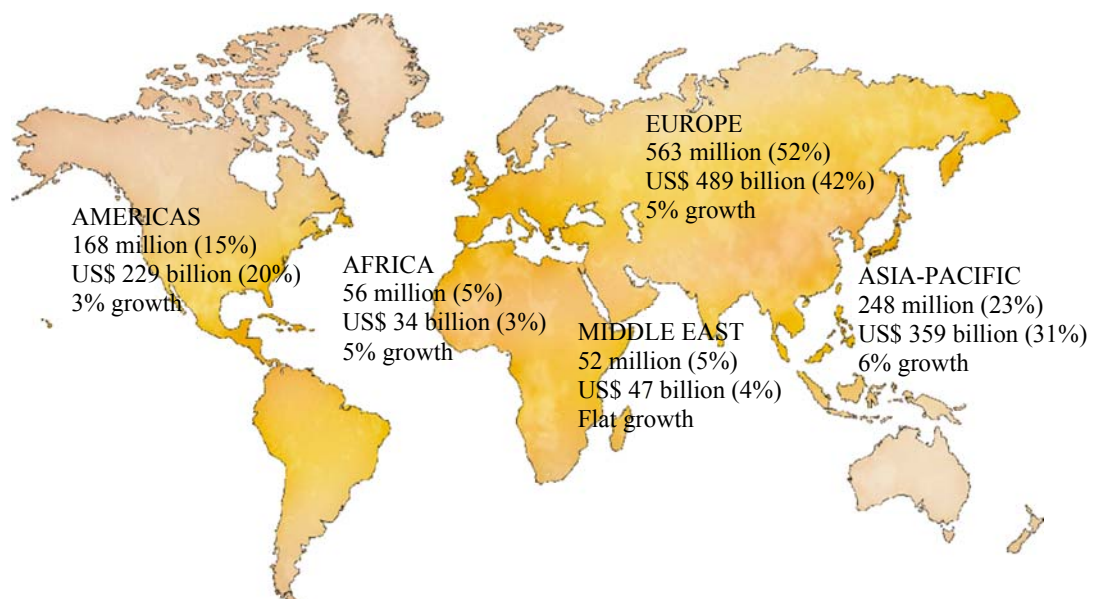 EUROPE
563 million (52%)
US$ 489 billion (42%)
5% growth
AMERICAS
168 million (15%)
US$ 229 billion (20%)
3% growth
AFRICA
56 million (5%)
US$ 34 billion (3%)
5% growth
MIDDLE EAST
52 million (5%)
US$ 47 billion (4%)
Flat growth
ASIA-PACIFIC
248 million (23%)
US$ 359 billion (31%)
6% growth